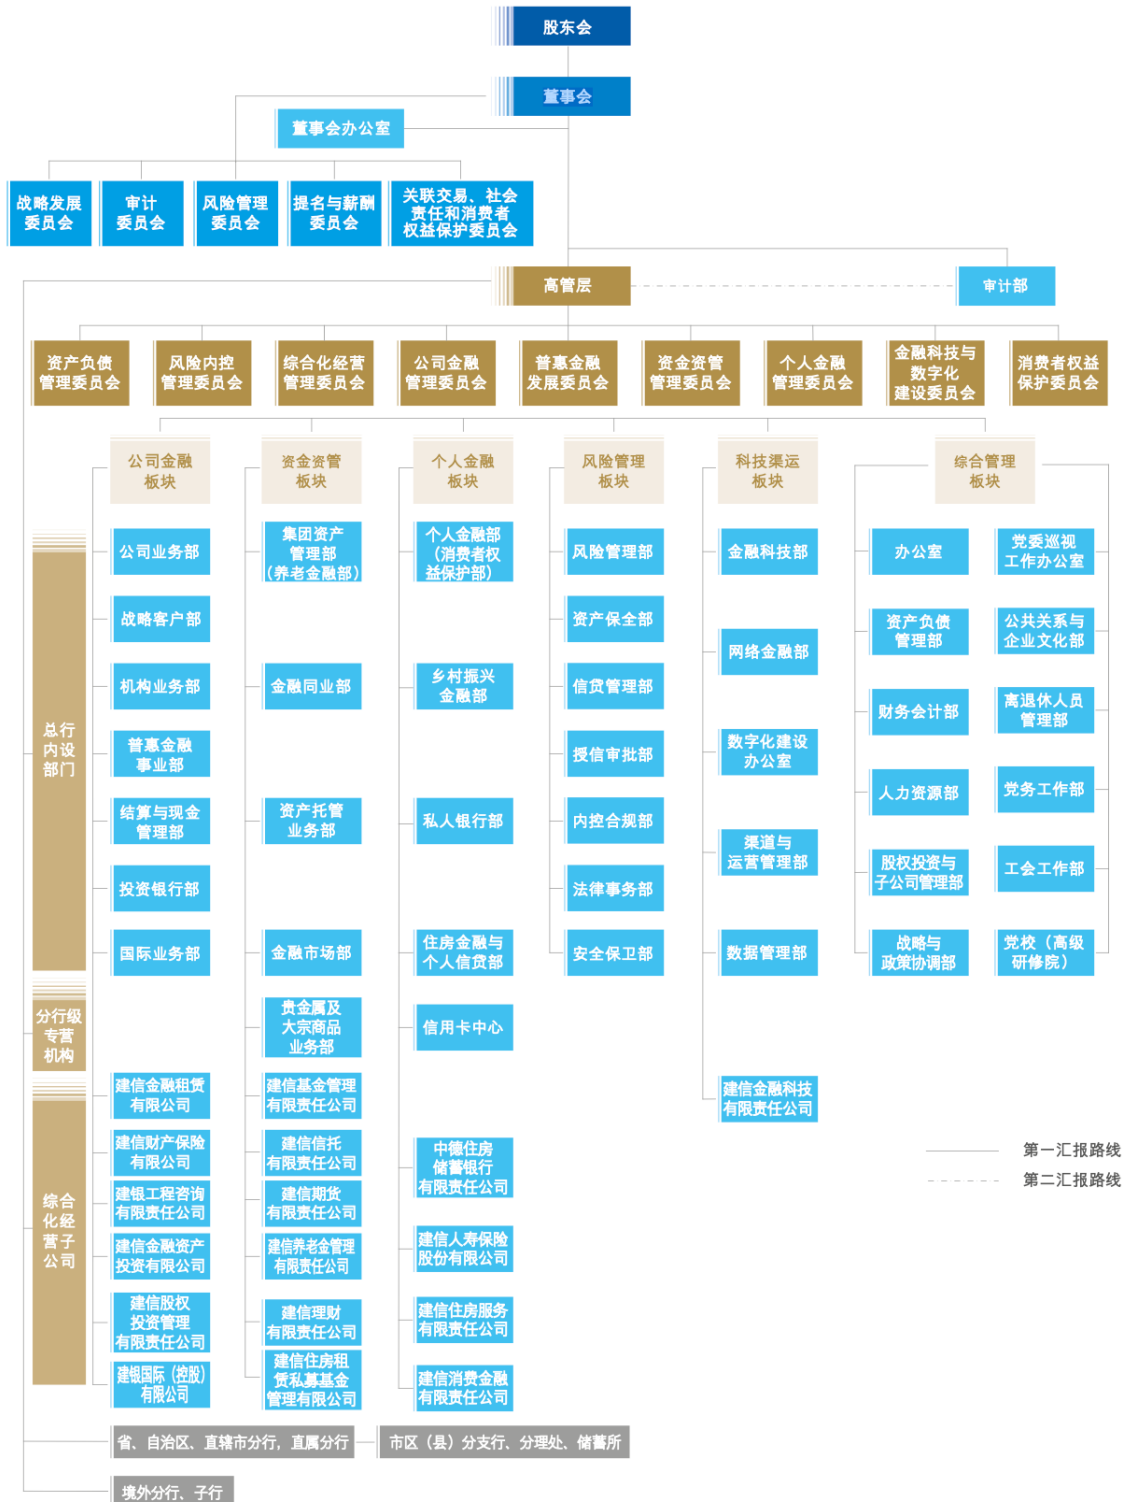 股东会
董事会
董事会办公室
战略发展
委员会
审计
委员会
风险管理
委员会
提名与薪酬
委员会
关联交易、社会
责任和消费者
权益保护委员会
高管层
审计部
资产负债
管理委员会
风险内控
管理委员会
综合化经营
管理委员会
公司金融
管理委员会
普惠金融
发展委员会
资金资管
管理委员会
个人金融
管理委员会
金融科技与
数字化
建设委员会
消费者权益
保护委员会
公司金融
板块
资金资管
板块
个人金融
板块
风险管理
板块
科技渠运
板块
综合管理
板块
总行
内设
部门
公司业务部
战略客户部
机构业务部
普惠金融
事业部
结算与现金
管理部
投资银行部
国际业务部
集团资产
管理部
（养老金融部）
金融同业部
资产托管
业务部
金融市场部
个人金融部
（消费者权
益保护部）
乡村振兴
金融部
私人银行部
住房金融与
个人信贷部
风险管理部
资产保全部
信贷管理部
授信审批部
内控合规部
法律事务部
安全保卫部
金融科技部
网络金融部
数字化建设
办公室
渠道与
运营管理部
数据管理部
办公室
资产负债
管理部
财务会计部
人力资源部
股权投资与
子公司管理部
战略与
政策协调部
党委巡视
工作办公室
公共关系与
企业文化部
离退休人员
管理部
党务工作部
工会工作部
党校（高级
研修院）
分行级
专营
机构
贵金属及
大宗商品
业务部
信用卡中心
综合
化经
营子
公司
建信金融租赁
有限公司
建信财产保险
有限公司
建银工程咨询
有限责任公司
建信金融资产
投资有限公司
建信股权
投资管理
有限责任公司
建银国际（控股）
有限公司
建信基金管理
有限责任公司
建信信托
有限责任公司
建信期货
有限责任公司
建信养老金管理
有限责任公司
建信理财
有限责任公司
建信住房租
赁私募基金
管理有限公司
中德住房
储蓄银行
有限责任公司
建信人寿保险
股份有限公司
建信住房服务
有限责任公司
建信消费金融
有限责任公司
建信金融科技
有限责任公司
第一汇报路线
第二汇报路线
省、自治区、直辖市分行，直属分行
市区（县）分支行、分理处、储蓄所
境外分行、子行